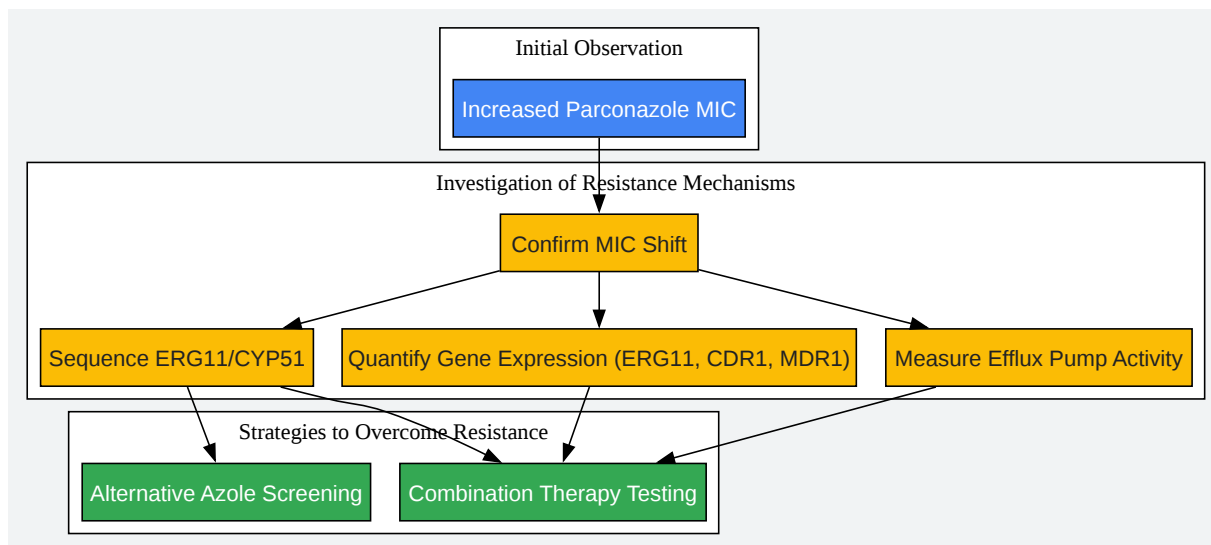 Initial Observation
Increased Parconazole MIC
Investigation of Resistance Mechanisms
Confirm MIC Shift
Sequence ERG11/CYP51
Quantify Gene Expression (ERG11, CDR1, MDR1)
Measure Efflux Pump Activity
Strategies to Overcome Resistance
Alternative Azole Screening
Combination Therapy Testing